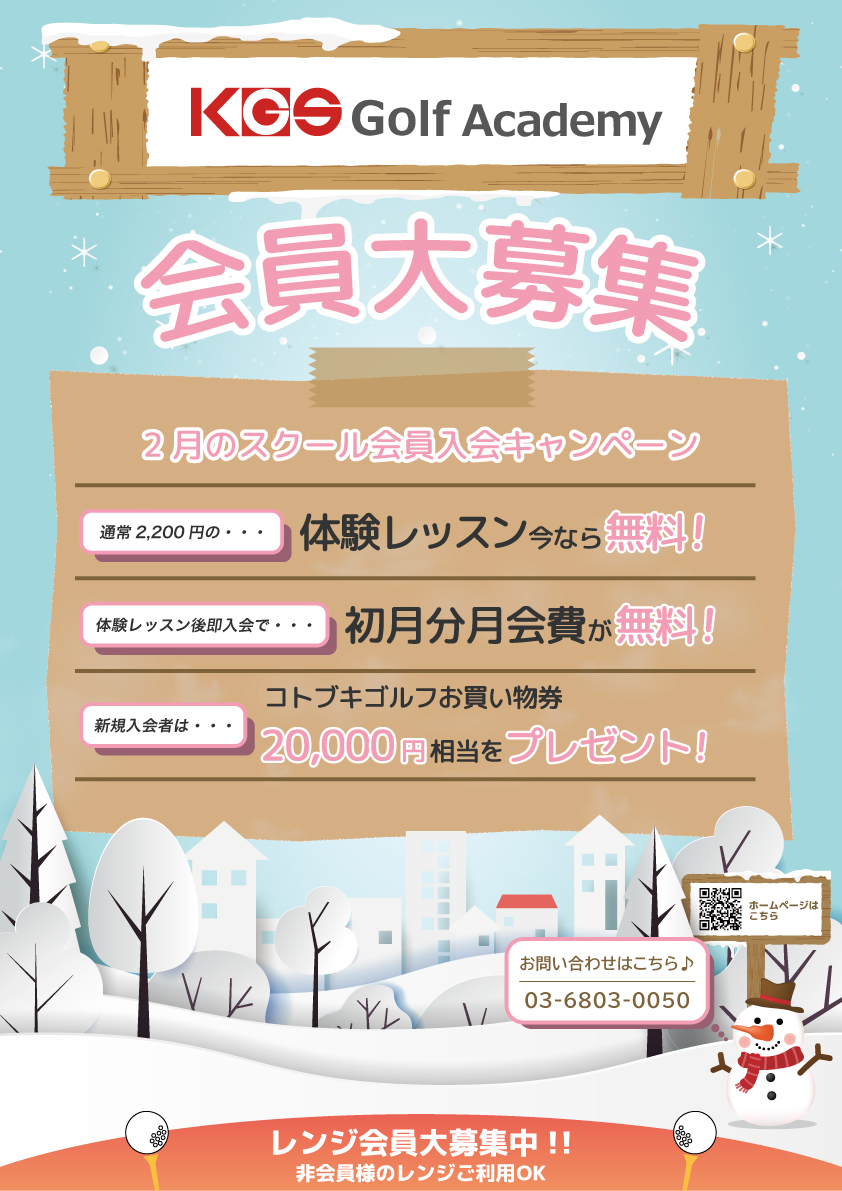 KGS Golf Academy
会員大募集
2月のスクール会員入会キャンペーン
通常2,200円の・・・
体験レッスン今なら無料!
体験レッスン後即入会で・・・
初月分月会費が無料!
新規入会者は・・・
コトブキゴルフお買い物券
20,000円相当をプレゼント!
ホームページは
こちら
お問い合わせはこちら♪
03-6803-0050
レンジ会員大募集中!!
非会員様のレンジご利用OK